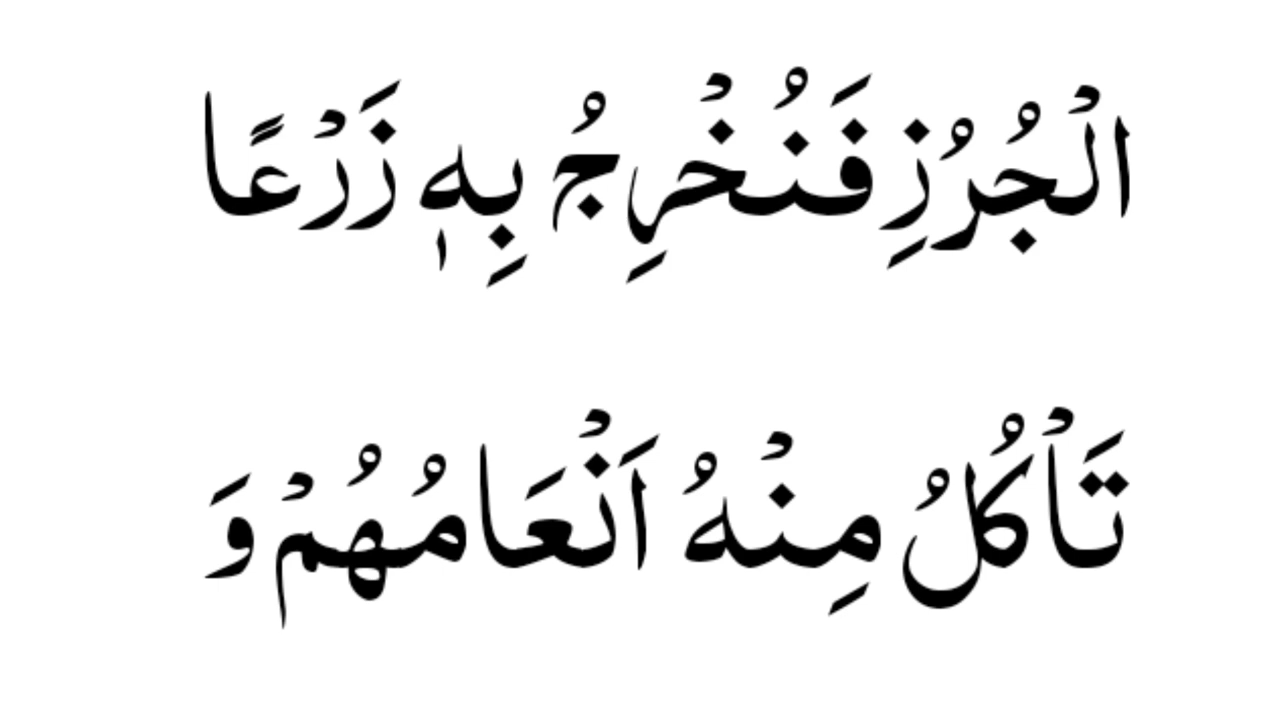 الْجُرُزِ فَنُخْرِجُ بِهٖ زَرْعًا
تَاْكُلُ مِنْهُ اَنْعَامُهُمْ وَ